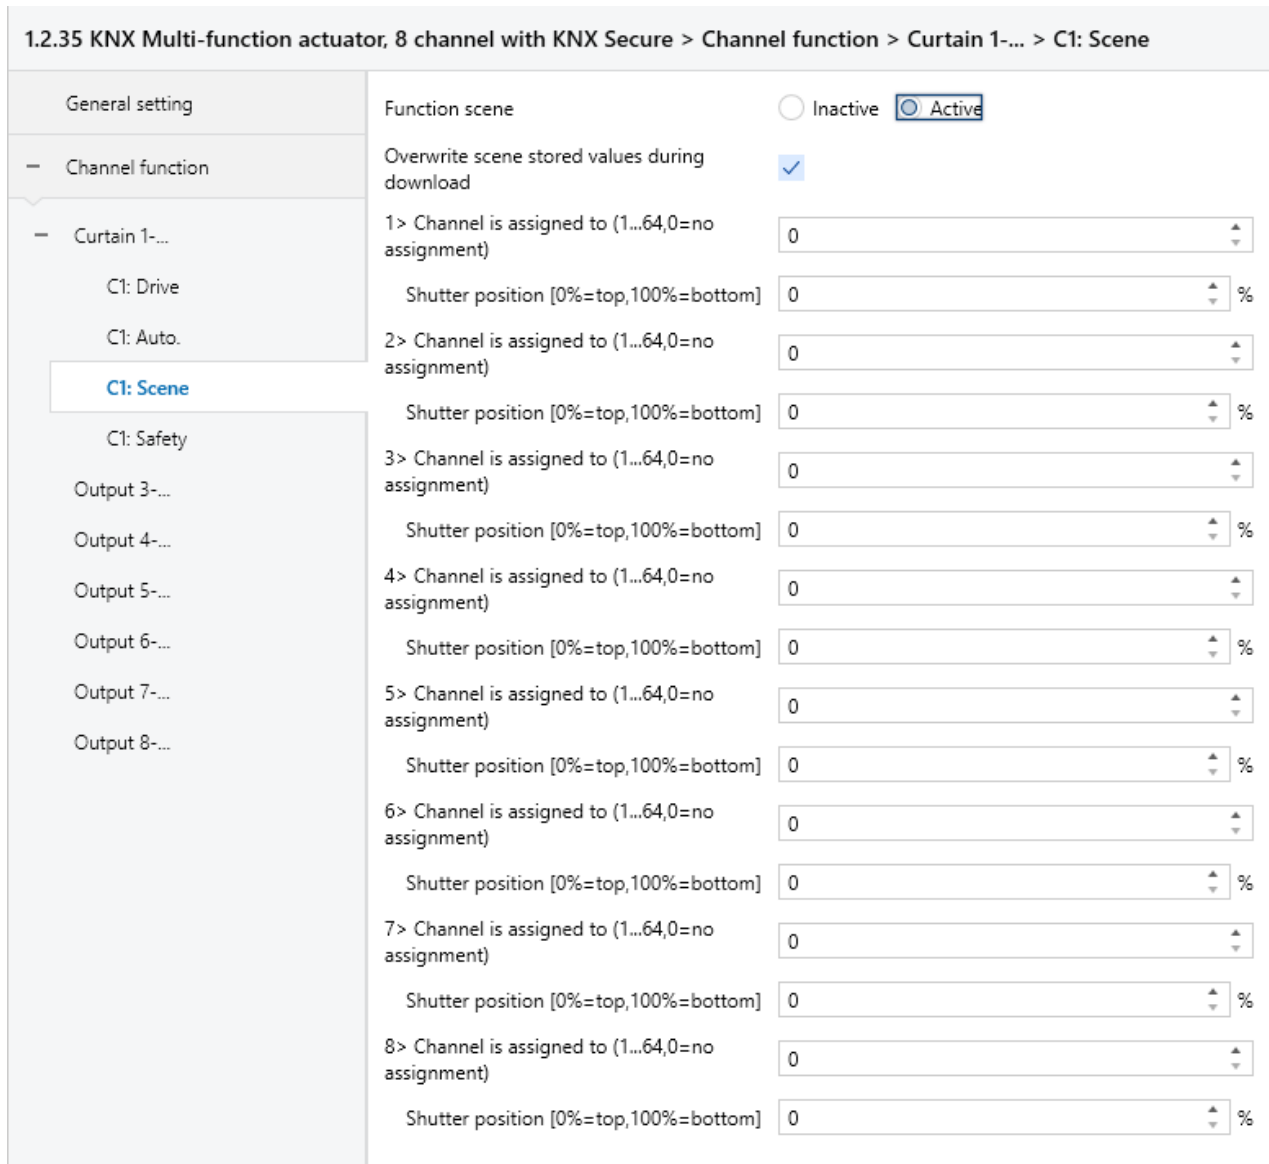 1.2.35 KNX Multi-function actuator, 8 channel with KNX Secure > Channel function > Curtain 1-... > C1: Scene
General setting
Channel function
Curtain 1-...
C1: Drive
C1: Auto.
C1: Scene
C1: Safety
Output 3-...
Output 4-...
Output 5-...
Output 6-...
Output 7-...
Output 8-...
Function scene Inactive Active
Overwrite scene stored values during
download
1> Channel is assigned to (1...64,0=no
assignment) 0
Shutter position [0%=top,100%=bottom] 0 %
2> Channel is assigned to (1...64,0=no
assignment) 0
Shutter position [0%=top,100%=bottom] 0 %
3> Channel is assigned to (1...64,0=no
assignment) 0
Shutter position [0%=top,100%=bottom] 0 %
4> Channel is assigned to (1...64,0=no
assignment) 0
Shutter position [0%=top,100%=bottom] 0 %
5> Channel is assigned to (1...64,0=no
assignment) 0
Shutter position [0%=top,100%=bottom] 0 %
6> Channel is assigned to (1...64,0=no
assignment) 0
Shutter position [0%=top,100%=bottom] 0 %
7> Channel is assigned to (1...64,0=no
assignment) 0
Shutter position [0%=top,100%=bottom] 0 %
8> Channel is assigned to (1...64,0=no
assignment) 0
Shutter position [0%=top,100%=bottom] 0 %